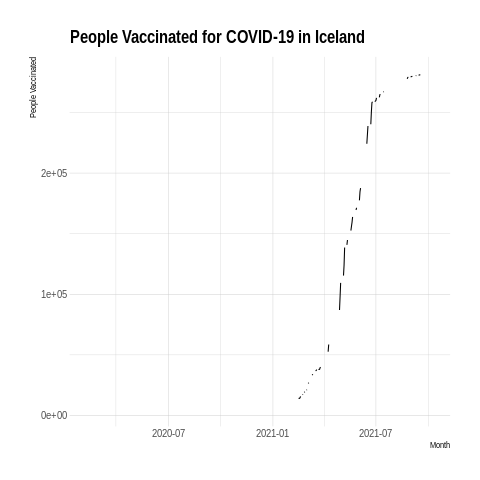 People Vaccinated for COVID-19 in Iceland
People Vaccinated
2e+05
1e+05
0e+00
2020-07 2021-01 2021-07
Month